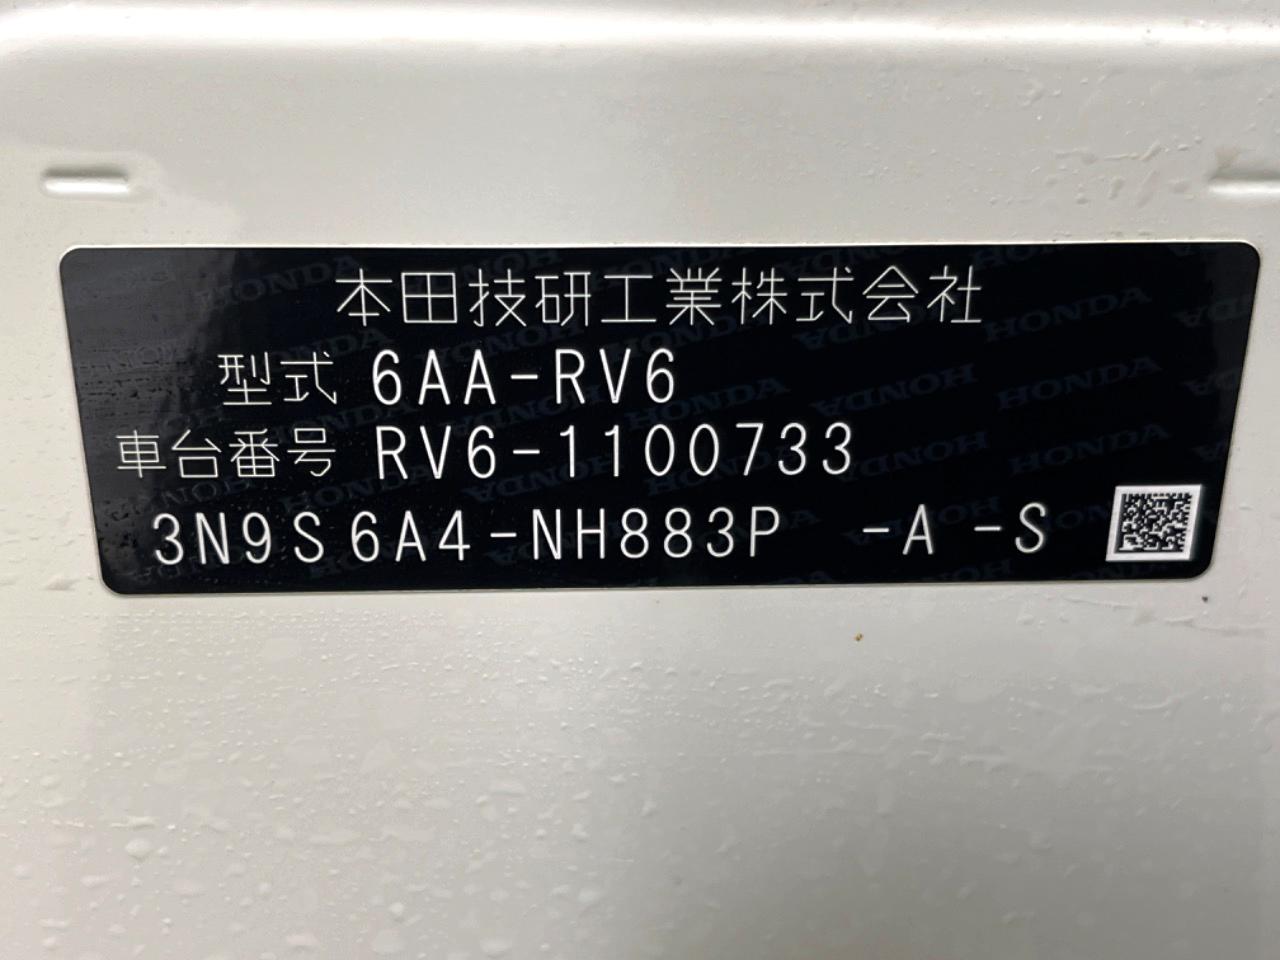 本田技研工業株式会社
型式 6AA-RV6
車台番号 RV6-1100733
3N9S6A4-NH883P -A -S